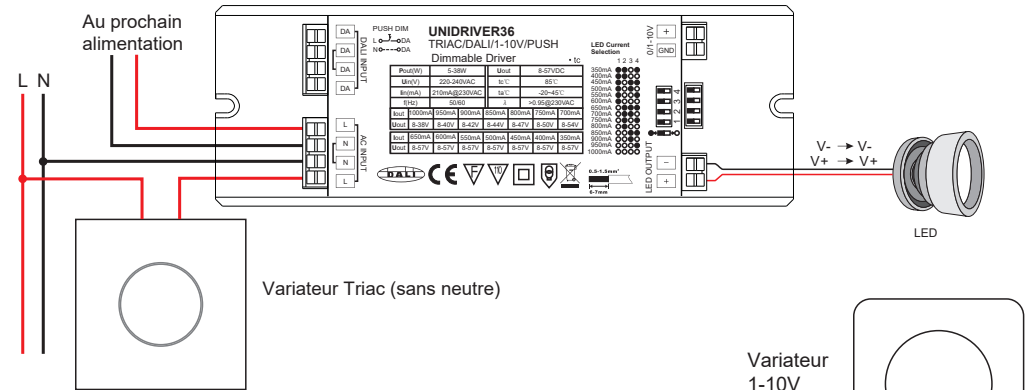 Au prochain
alimentation
L N
DA
DA
DA
DA
DALI INPUT
L
N
N
L
AC INPUT
PUSH DIM
L DA
N DA
UNIDRIVER36
TRIAC/DALI/1-10V/PUSH
Dimmable Driver
• tc
Pout(W) 5-38W Uout 8-57VDC
Uin(V) 220-240VAC tc℃ 85℃
Iin(mA) 210mA@230VAC ta℃ -20~45℃
f(Hz) 50/60 λ >0.95@230VAC
Iout 1000mA 950mA 900mA 850mA 800mA 750mA 700mA
Uout 8-38V 8-40V 8-42V 8-44V 8-47V 8-50V 8-54V
Iout 650mA 600mA 550mA 500mA 450mA 400mA 350mA
Uout 8-57V 8-57V 8-57V 8-57V 8-57V 8-57V 8-57V
DALI CE F 110
0.5-1.5mm²
6-7mm
LED Current
Selection
1 2 3 4
350mA
400mA
450mA
500mA
550mA
600mA
650mA
700mA
750mA
800mA
850mA
900mA
950mA
1000mA
0/1-10V
+
GND
1 2 3 4
LED OUTPUT
−
+
V- → V-
V+ → V+
LED
Variateur Triac (sans neutre)
Variateur
1-10V